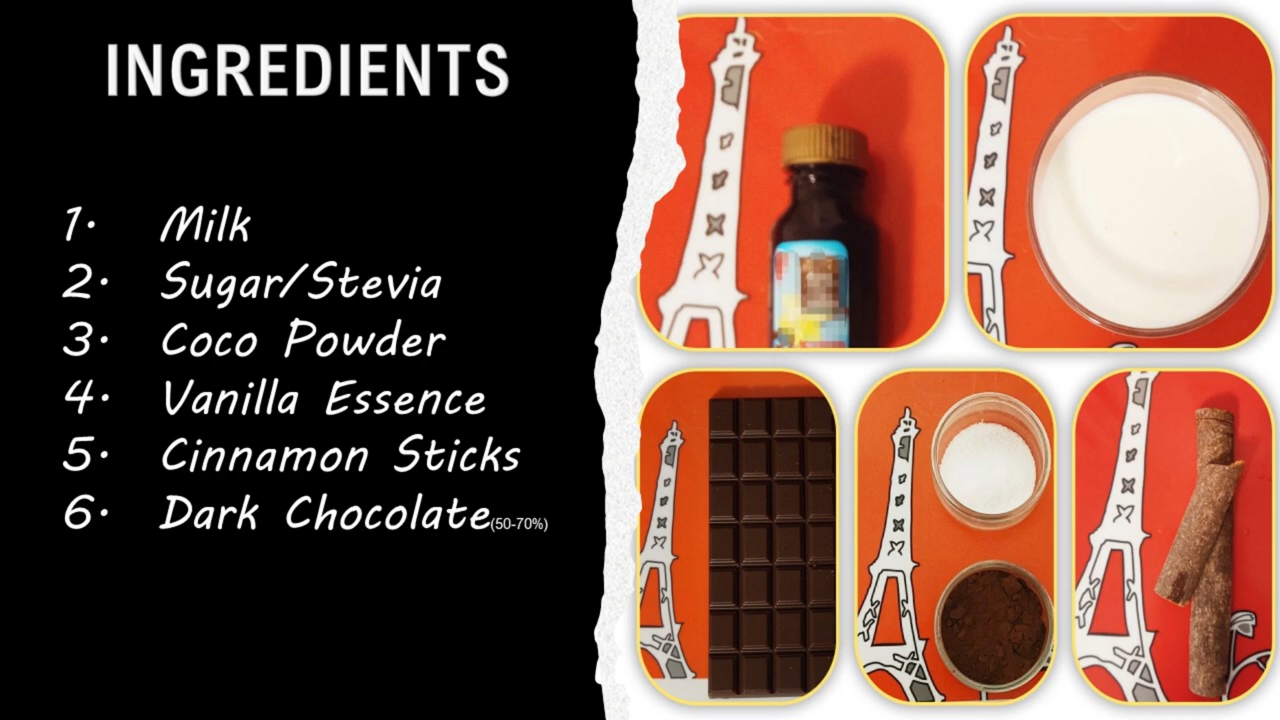 INGREDIENTS
1. Milk
2. Sugar/Stevia
3. Coco Powder
4. Vanilla Essence
5. Cinnamon Sticks
6. Dark Chocolate(50-70%)